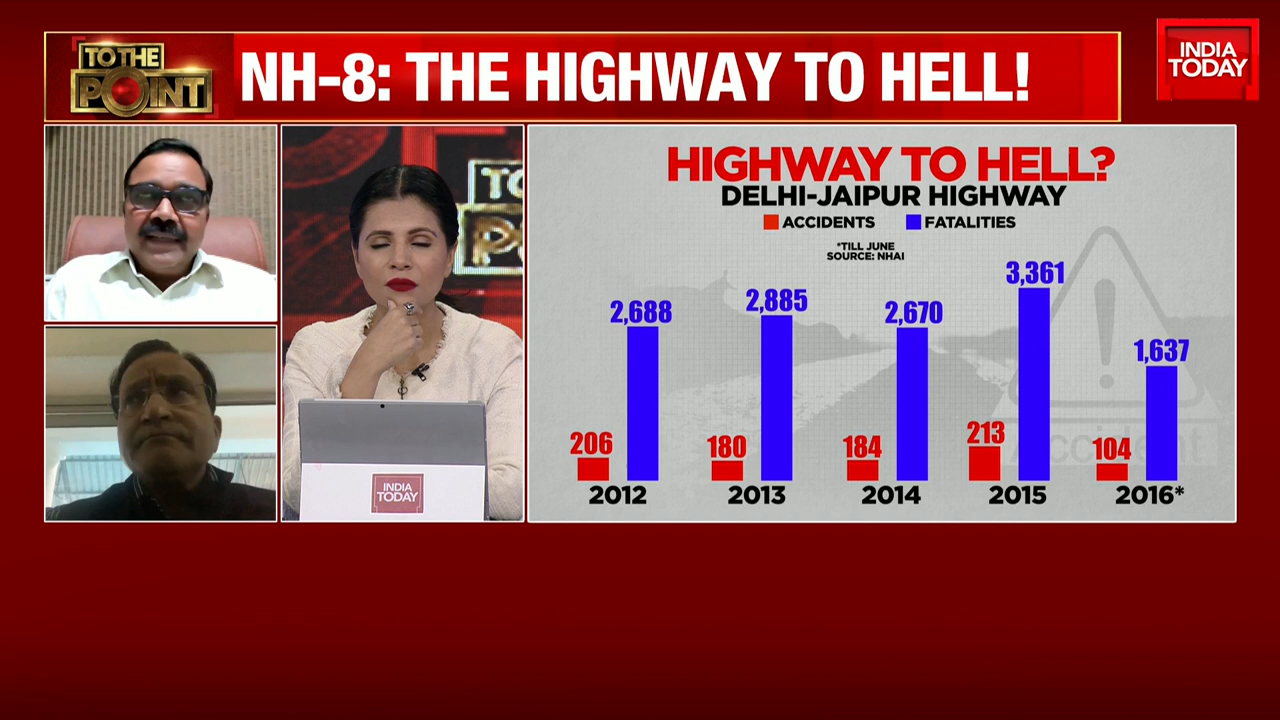 TO THE
POINT
NH-8: THE HIGHWAY TO HELL!
INDIA
TODAY
HIGHWAY TO HELL?
DELHI-JAIPUR HIGHWAY
ACCIDENTS FATALITIES
*TILL JUNE
SOURCE: NHAI
206 2,688 180 2,885 184 2,670 213 3,361 104 1,637
2012 2013 2014 2015 2016*
Accident
TO
P
INDIA
TODAY